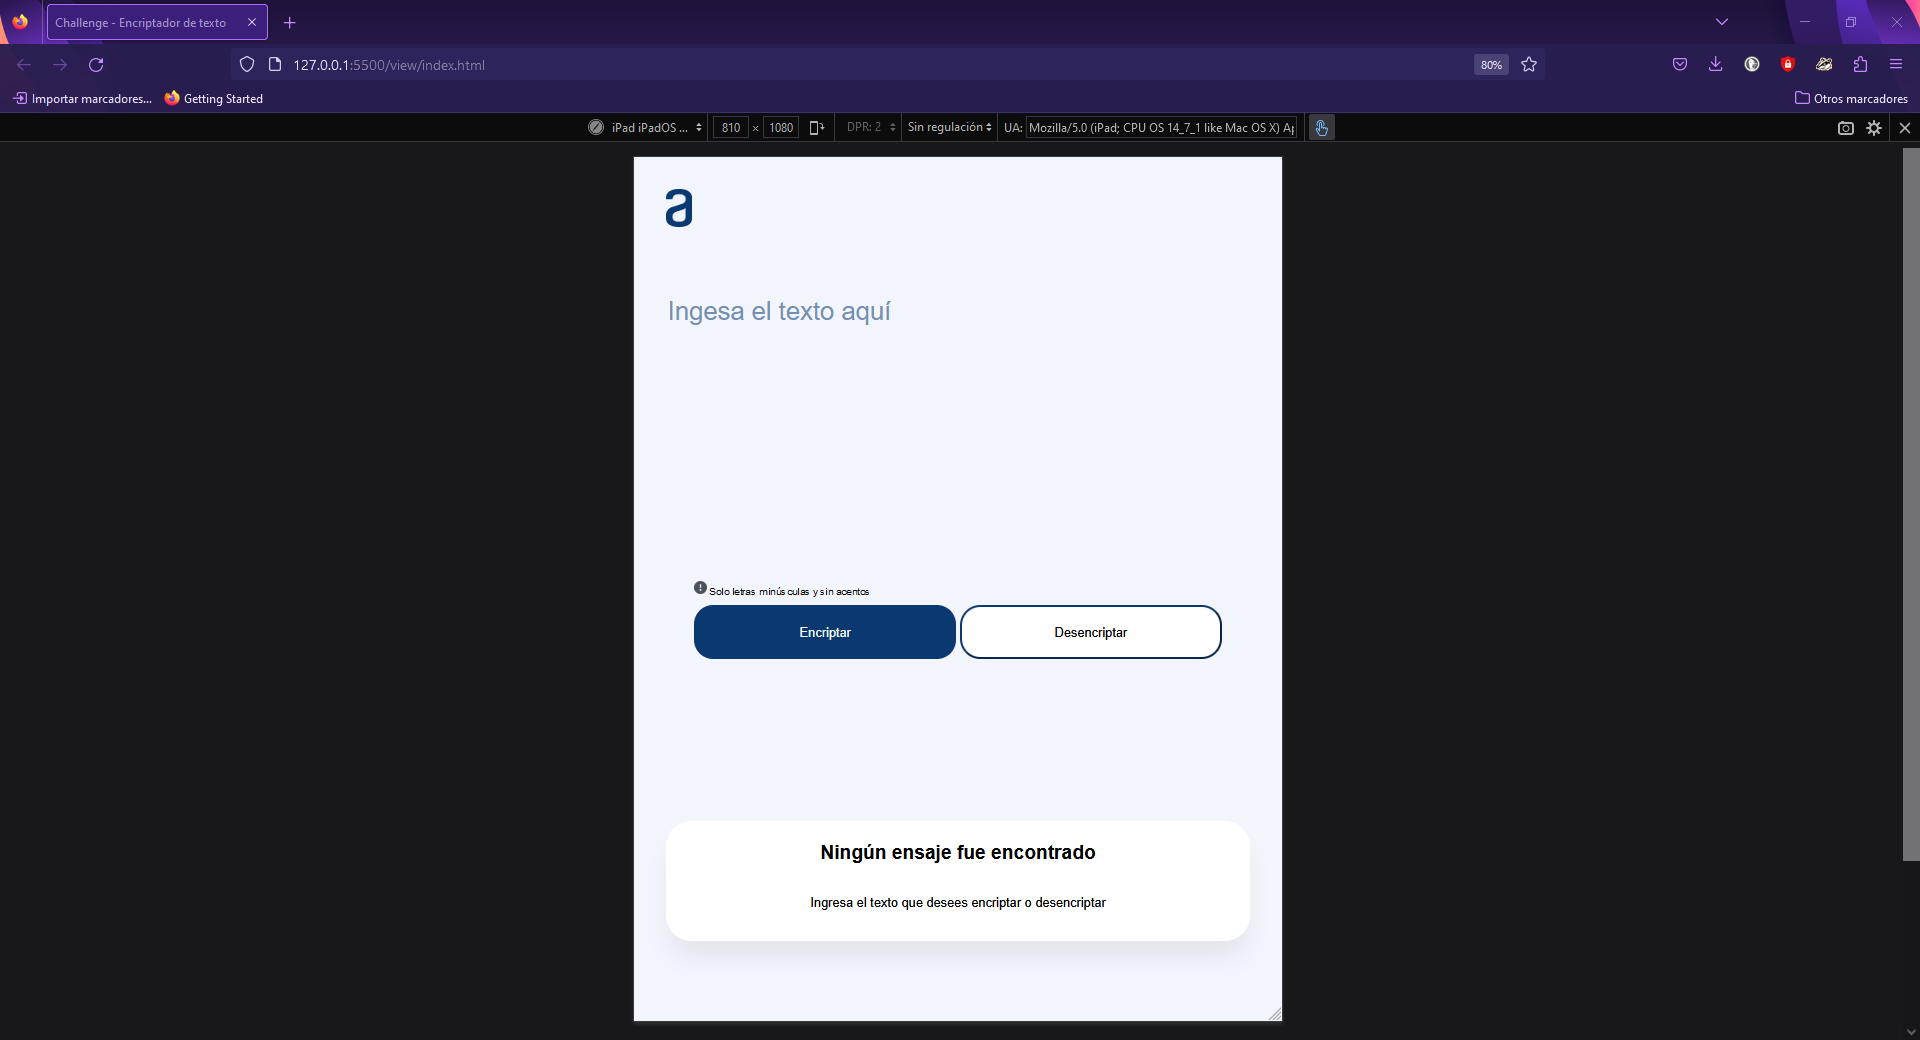 Challenge - Encriptador de texto
127.0.0.1:5500/view/index.html
80%
Importar marcadores...
Getting Started
Otros marcadores
iPad iPadOS ...
810 × 1080
DPR: 2
Sin regulación
UA: Mozilla/5.0 (iPad; CPU OS 14_7_1 like Mac OS X) Ap
a
Ingesa el texto aquí
Solo letras minúsculas y sin acentos
Encriptar
Desencriptar
Ningún ensaje fue encontrado
Ingresa el texto que desees encriptar o desencriptar